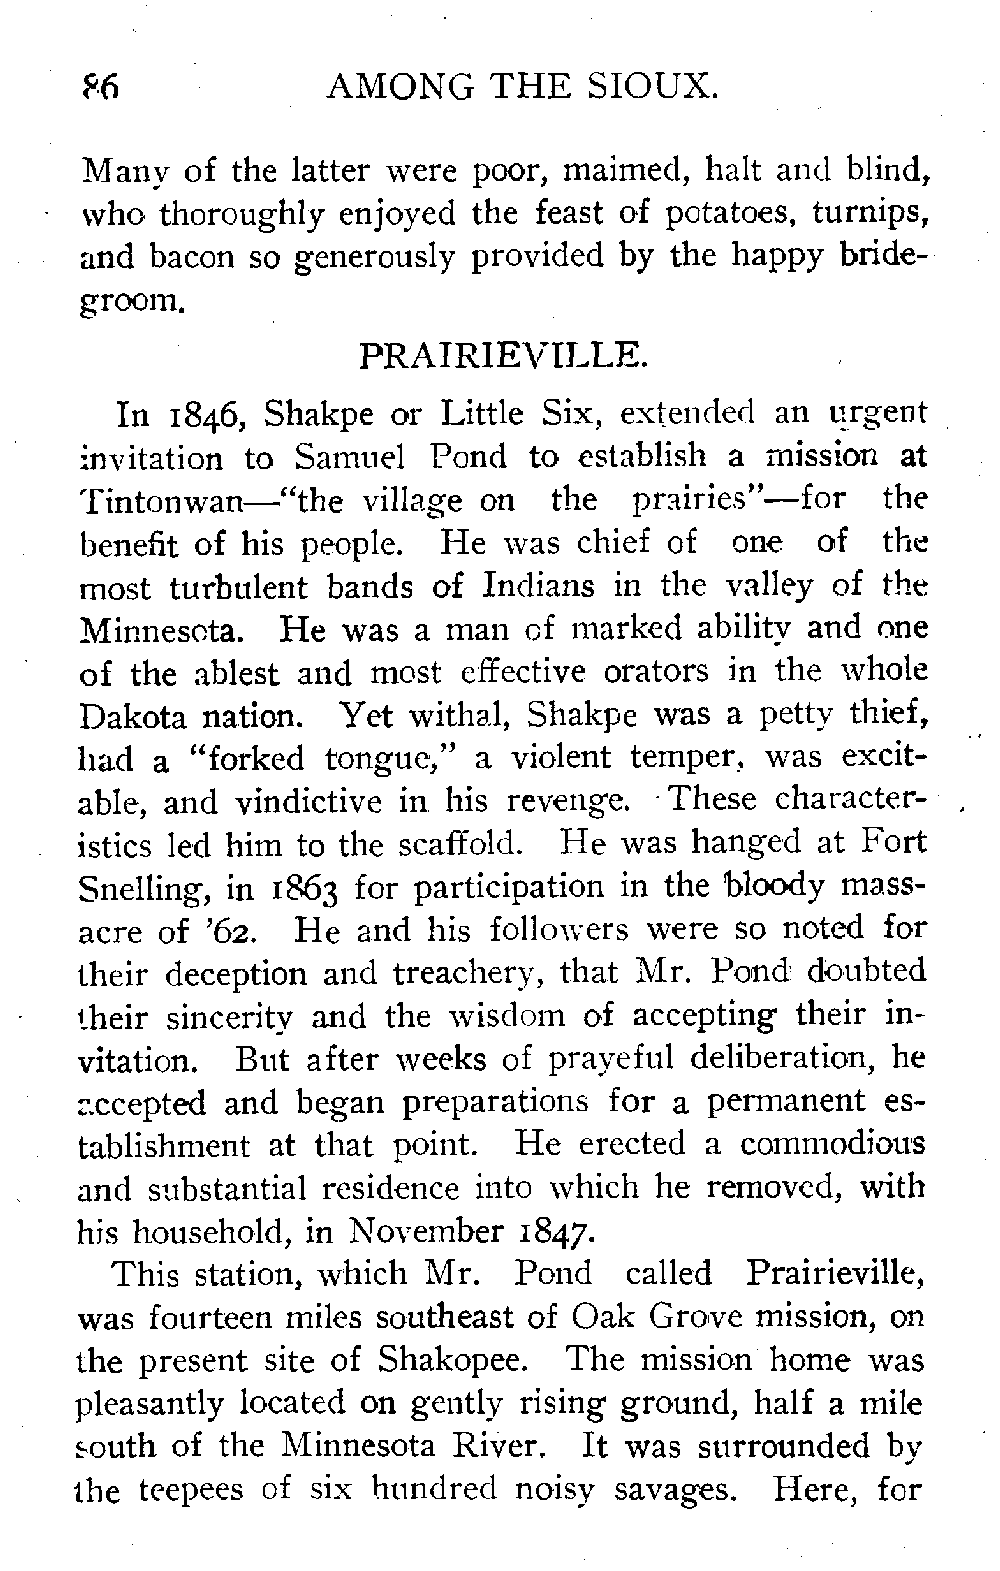 86 AMONG THE SIOUX.
Many of the latter were poor, maimed, halt and blind,
who thoroughly enjoyed the feast of potatoes, turnips,
and bacon so generously provided by the happy bride-
groom.
PRAIRIEVILLE.
In 1846, Shakpe or Little Six, extended an urgent
invitation to Samuel Pond to establish a mission at
Tintonwan—"the village on the prairies"—for the
benefit of his people. He was chief of one of the
most turbulent bands of Indians in the valley of the
Minnesota. He was a man of marked ability and one
of the ablest and most effective orators in the whole
Dakota nation. Yet withal, Shakpe was a petty thief,
had a "forked tongue," a violent temper, was excit-
able, and vindictive in his revenge. These character-
istics led him to the scaffold. He was hanged at Fort
Snelling, in 1863 for participation in the bloody mass-
acre of '62. He and his followers were so noted for
their deception and treachery, that Mr. Pond doubted
their sincerity and the wisdom of accepting their in-
vitation. But after weeks of prayeful deliberation, he
accepted and began preparations for a permanent es-
tablishment at that point. He erected a commodious
and substantial residence into which he removed, with
his household, in November 1847.
This station, which Mr. Pond called Prairieville,
was fourteen miles southeast of Oak Grove mission, on
the present site of Shakopee. The mission home was
pleasantly located on gently rising ground, half a mile
south of the Minnesota River. It was surrounded by
the teepees of six hundred noisy savages. Here, for